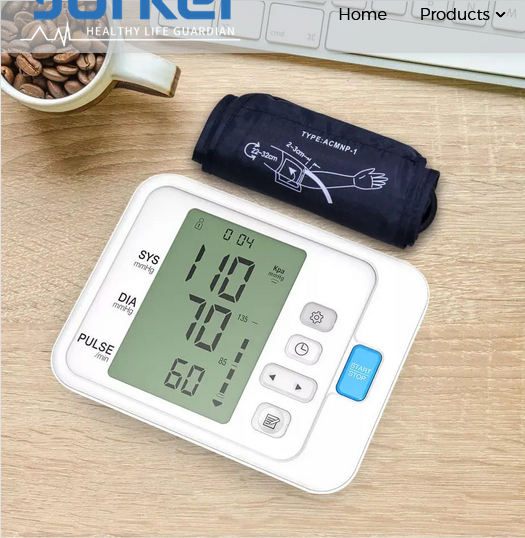 Home
Products
HEALTHY LIFE GUARDIAN
TYPE:ACMNP-1
2-3cm
22-32cm
0 04
Kpa
mmHg
SYS
mmHg
110
DIA
mmHg
70
135
85
PULSE
/min
60
START
STOP